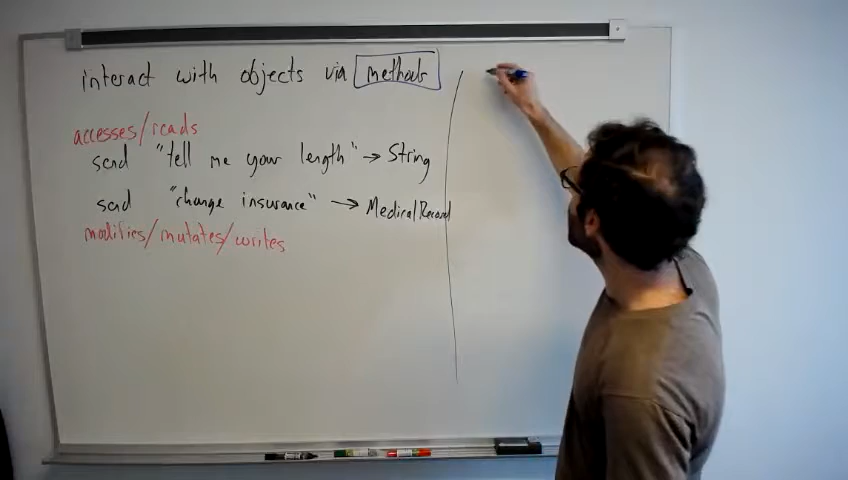 interact with objects via methods
accesses/reads
send "tell me your length" → String
send "change insurance" → MedicalRecord
modifies/mutates/writes